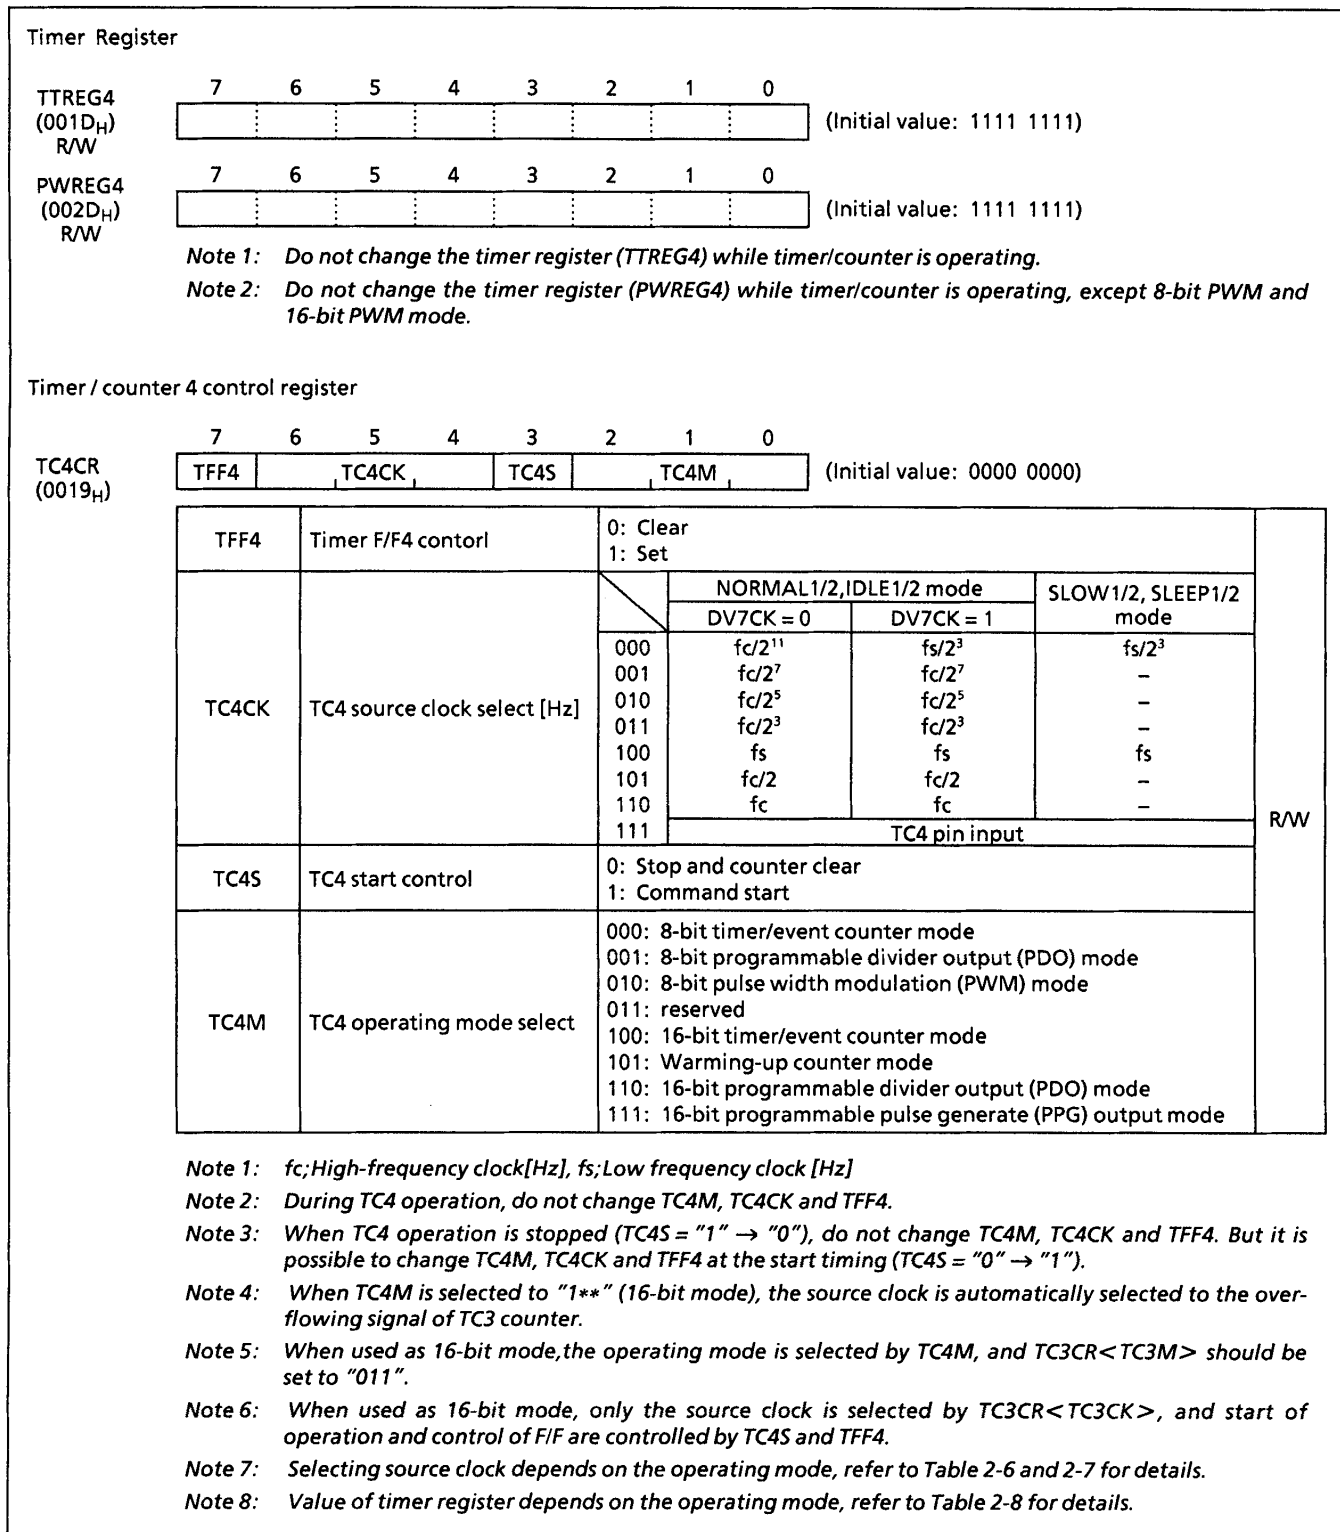 Timer Register
7 6 5 4 3 2 1 0
TTREG4
(001DH)
R/W
(Initial value: 1111 1111)
7 6 5 4 3 2 1 0
PWREG4
(002DH)
R/W
(Initial value: 1111 1111)
Note 1: Do not change the timer register (TTREG4) while timer/counter is operating.
Note 2: Do not change the timer register (PWREG4) while timer/counter is operating, except 8-bit PWM and
16-bit PWM mode.
Timer / counter 4 control register
7 6 5 4 3 2 1 0
TC4CR
(0019H)
TFF4 TC4CK TC4S TC4M (Initial value: 0000 0000)
TFF4 Timer F/F4 contorl
0: Clear
1: Set
TC4CK TC4 source clock select [Hz]
NORMAL1/2,IDLE1/2 mode SLOW1/2, SLEEP1/2
mode
DV7CK = 0 DV7CK = 1
000 fc/2¹¹ fs/2³ fs/2³
001 fc/2⁷ fc/2⁷ –
010 fc/2⁵ fc/2⁵ –
011 fc/2³ fc/2³ –
100 fs fs fs
101 fc/2 fc/2 –
110 fc fc –
111 TC4 pin input
R/W
TC4S TC4 start control
0: Stop and counter clear
1: Command start
TC4M TC4 operating mode select
000: 8-bit timer/event counter mode
001: 8-bit programmable divider output (PDO) mode
010: 8-bit pulse width modulation (PWM) mode
011: reserved
100: 16-bit timer/event counter mode
101: Warming-up counter mode
110: 16-bit programmable divider output (PDO) mode
111: 16-bit programmable pulse generate (PPG) output mode
Note 1: fc;High-frequency clock[Hz], fs;Low frequency clock [Hz]
Note 2: During TC4 operation, do not change TC4M, TC4CK and TFF4.
Note 3: When TC4 operation is stopped (TC4S = "1" → "0"), do not change TC4M, TC4CK and TFF4. But it is
possible to change TC4M, TC4CK and TFF4 at the start timing (TC4S = "0" → "1").
Note 4: When TC4M is selected to "1**" (16-bit mode), the source clock is automatically selected to the over-
flowing signal of TC3 counter.
Note 5: When used as 16-bit mode,the operating mode is selected by TC4M, and TC3CR<TC3M> should be
set to "011".
Note 6: When used as 16-bit mode, only the source clock is selected by TC3CR<TC3CK>, and start of
operation and control of F/F are controlled by TC4S and TFF4.
Note 7: Selecting source clock depends on the operating mode, refer to Table 2-6 and 2-7 for details.
Note 8: Value of timer register depends on the operating mode, refer to Table 2-8 for details.